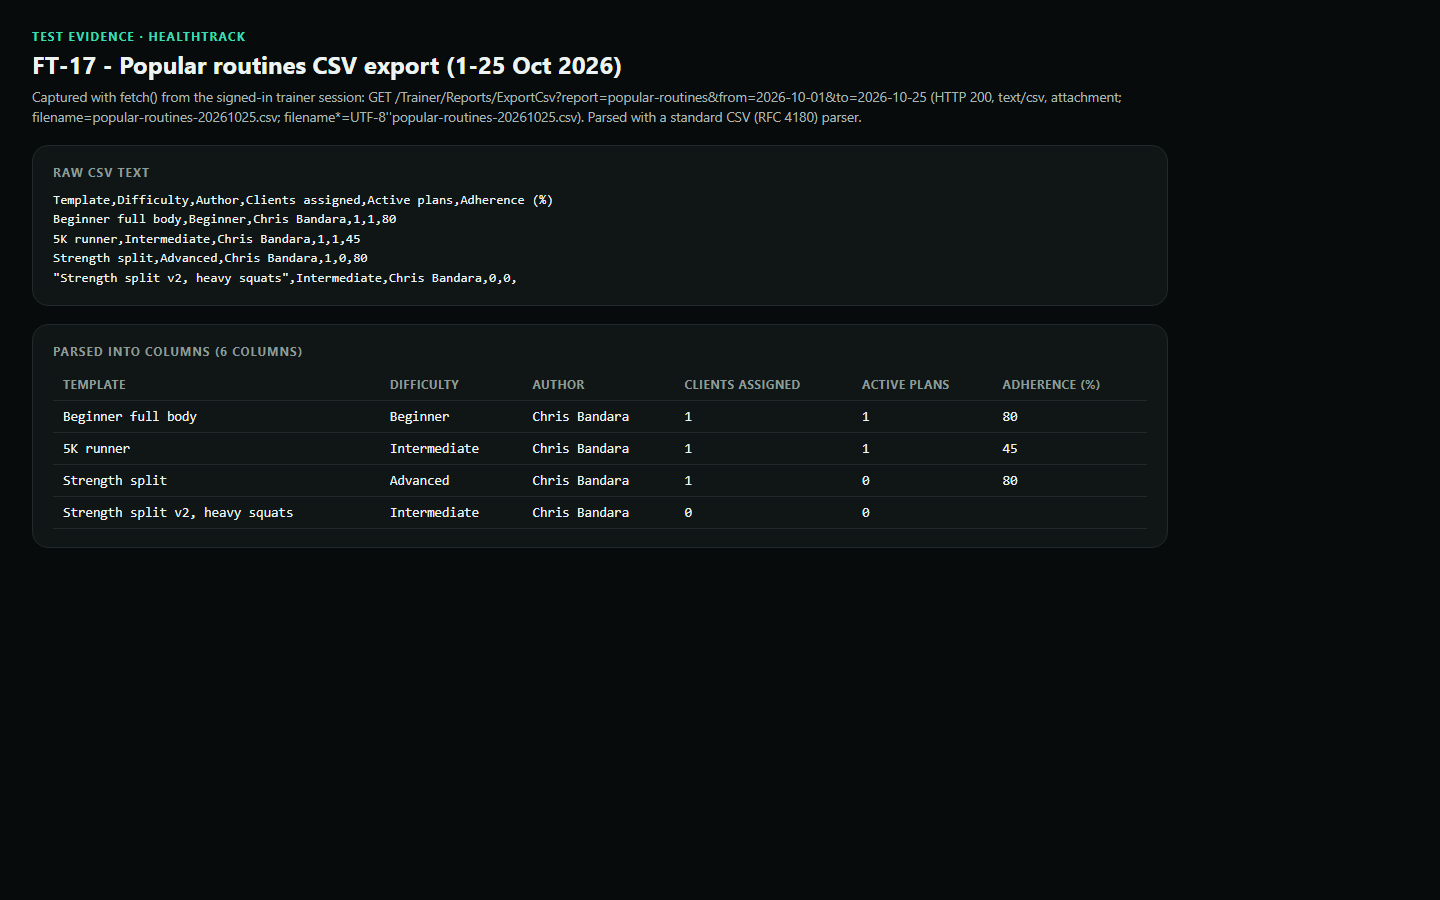 TEST EVIDENCE · HEALTHTRACK
FT-17 - Popular routines CSV export (1-25 Oct 2026)
Captured with fetch() from the signed-in trainer session: GET /Trainer/Reports/ExportCsv?report=popular-routines&from=2026-10-01&to=2026-10-25 (HTTP 200, text/csv, attachment;
filename=popular-routines-20261025.csv; filename*=UTF-8''popular-routines-20261025.csv). Parsed with a standard CSV (RFC 4180) parser.
RAW CSV TEXT
Template,Difficulty,Author,Clients assigned,Active plans,Adherence (%)
Beginner full body,Beginner,Chris Bandara,1,1,80
5K runner,Intermediate,Chris Bandara,1,1,45
Strength split,Advanced,Chris Bandara,1,0,80
"Strength split v2, heavy squats",Intermediate,Chris Bandara,0,0,
PARSED INTO COLUMNS (6 COLUMNS)
TEMPLATE DIFFICULTY AUTHOR CLIENTS ASSIGNED ACTIVE PLANS ADHERENCE (%)
Beginner full body Beginner Chris Bandara 1 1 80
5K runner Intermediate Chris Bandara 1 1 45
Strength split Advanced Chris Bandara 1 0 80
Strength split v2, heavy squats Intermediate Chris Bandara 0 0